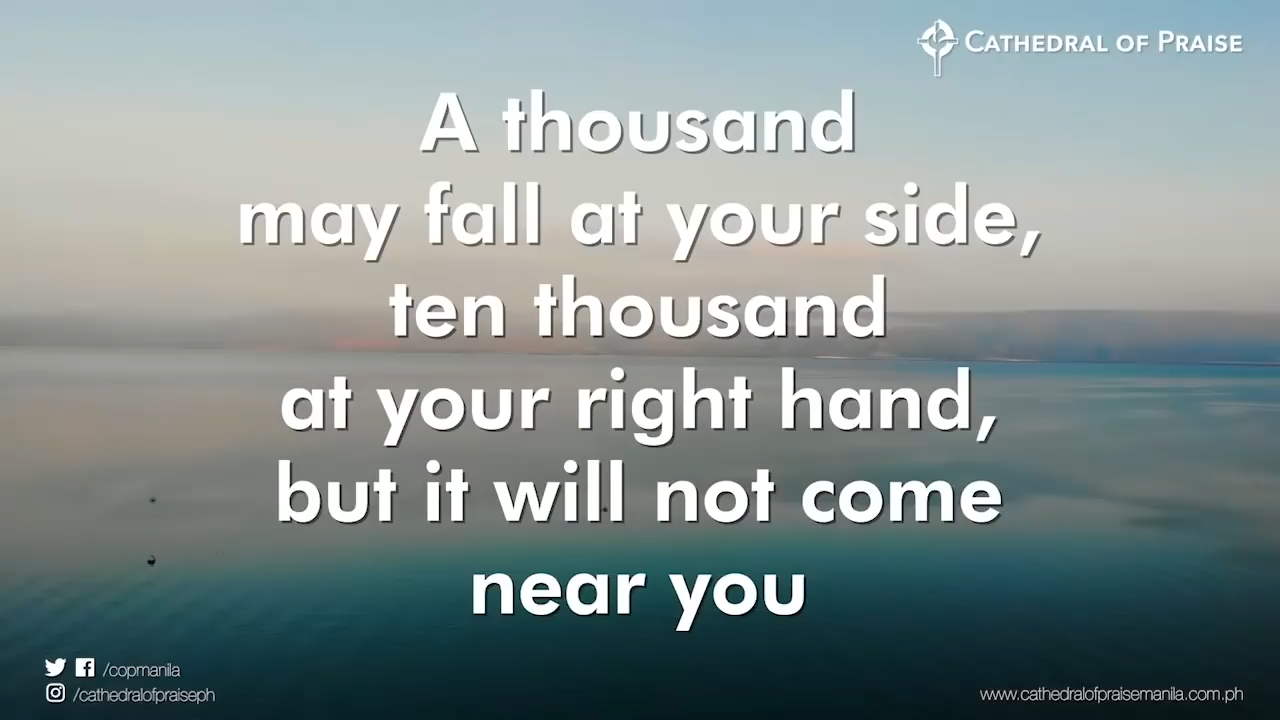 CATHEDRAL OF PRAISE
A thousand
may fall at your side,
ten thousand
at your right hand,
but it will not come
near you
/copmanila
/cathedralofpraiseph
www.cathedralofpraisemanila.com.ph